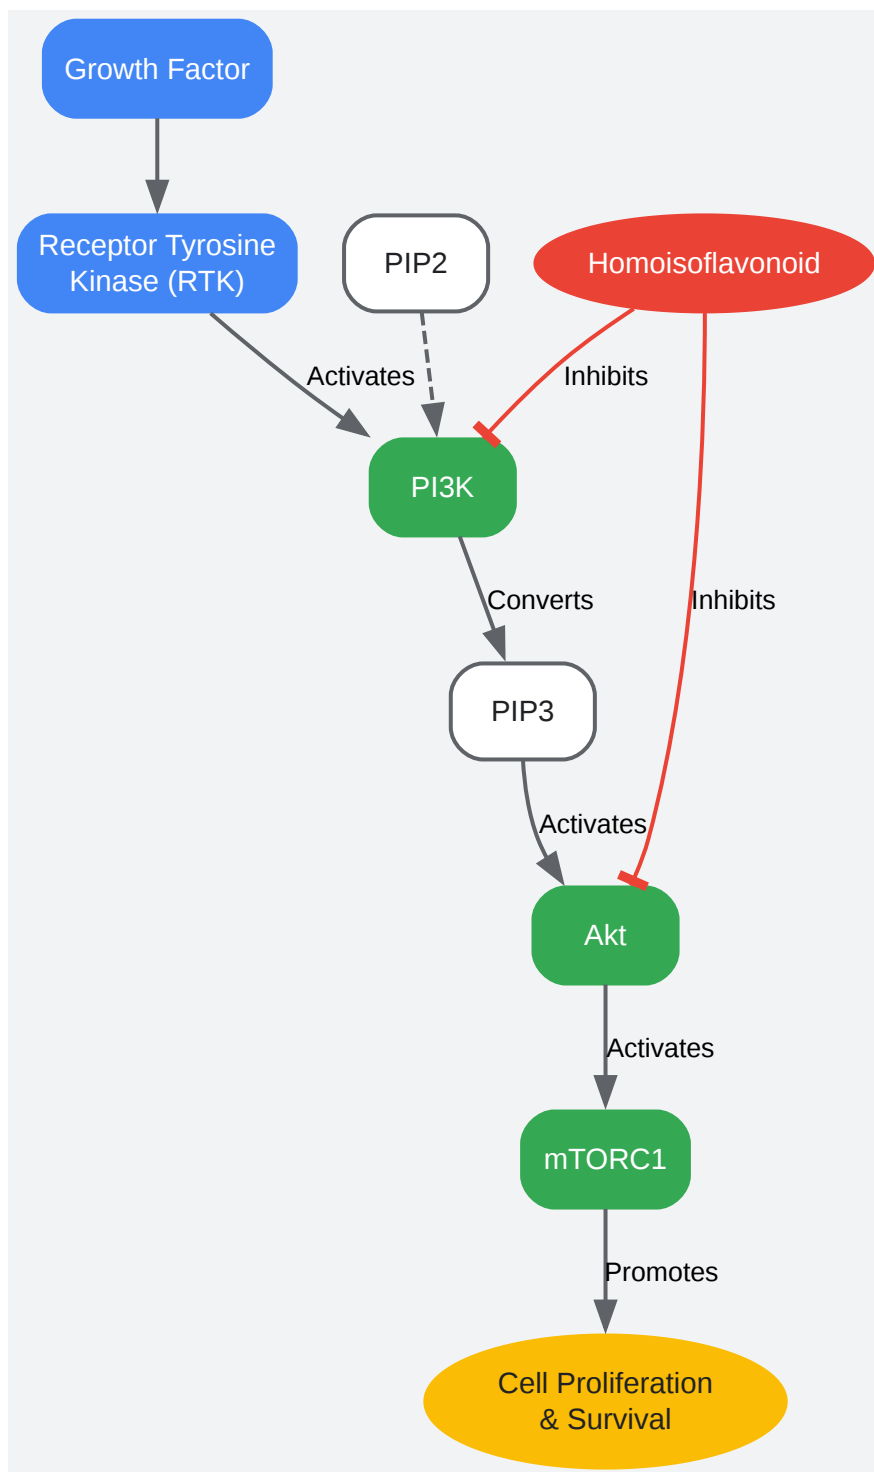 Growth Factor
Receptor Tyrosine
Kinase (RTK)
PIP2
Homoisoflavonoid
Activates
Inhibits
PI3K
Converts
Inhibits
PIP3
Activates
Akt
Activates
mTORC1
Promotes
Cell Proliferation
& Survival